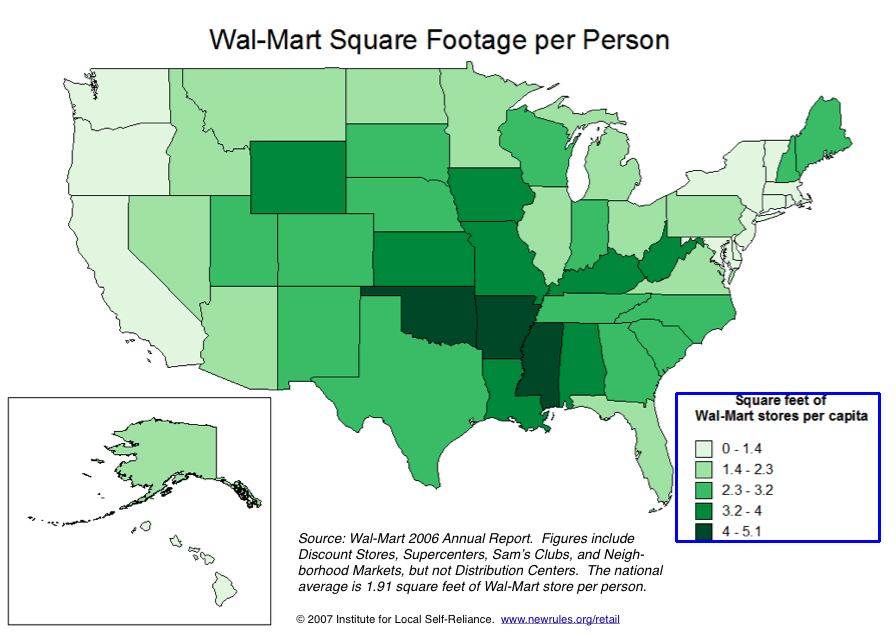 Wal-Mart Square Footage per Person
Square feet of
Wal-Mart stores per capita
0 - 1.4
1.4 - 2.3
2.3 - 3.2
3.2 - 4
4 - 5.1
Source: Wal-Mart 2006 Annual Report.  Figures include
Discount Stores, Supercenters, Sam's Clubs, and Neigh-
borhood Markets, but not Distribution Centers.  The national
average is 1.91 square feet of Wal-Mart store per person.
© 2007 Institute for Local Self-Reliance.  www.newrules.org/retail